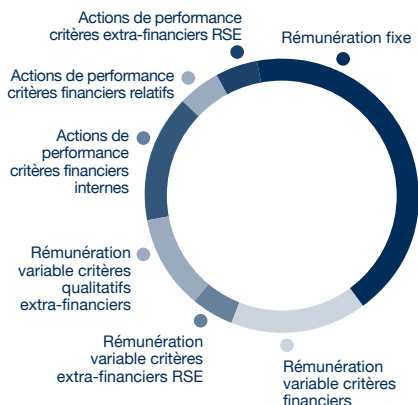 Actions de performance
critères extra-financiers RSE
Rémunération fixe
Actions de performance
critères financiers relatifs
Actions de
performance
critères financiers
internes
Rémunération
variable critères
qualitatifs
extra-financiers
Rémunération
variable critères
extra-financiers RSE
Rémunération
variable critères
financiers